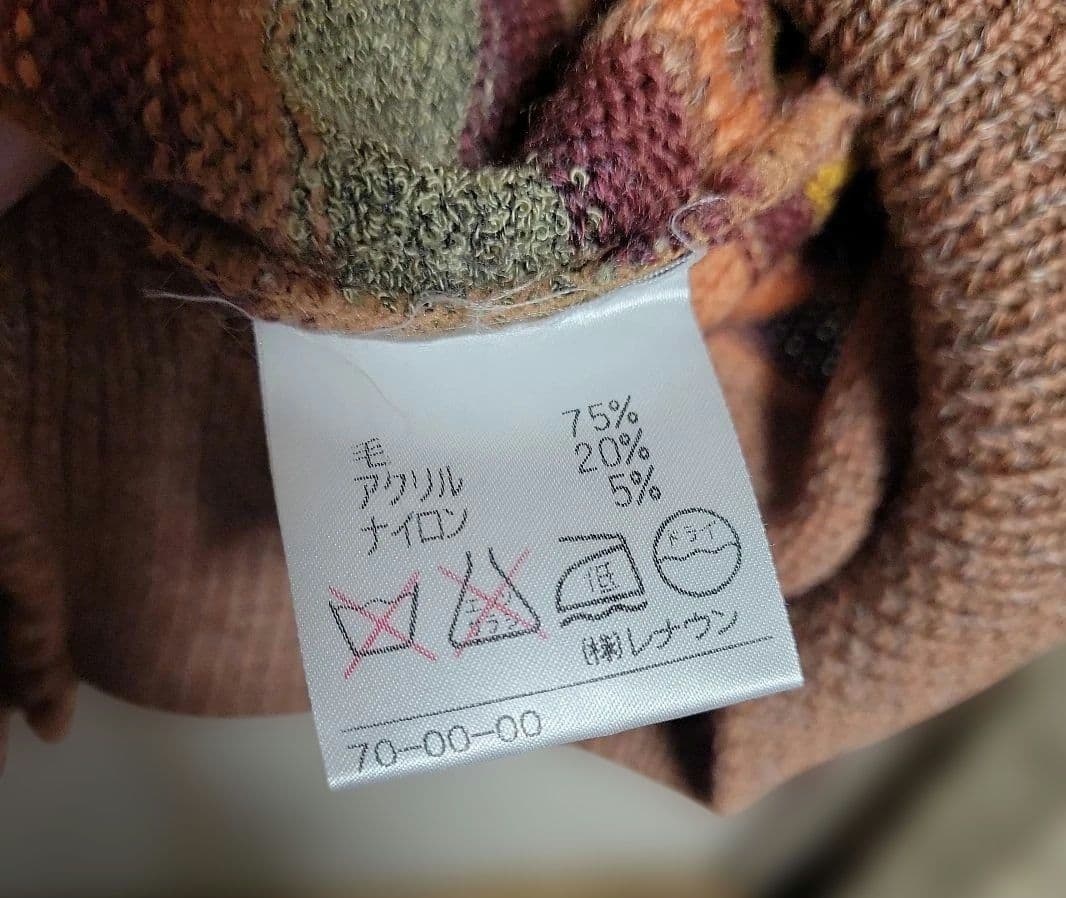 毛 75%
アクリル 20%
ナイロン 5%
エンソ
サラシ
低
ドライ
(株)レナウン
70-00-00